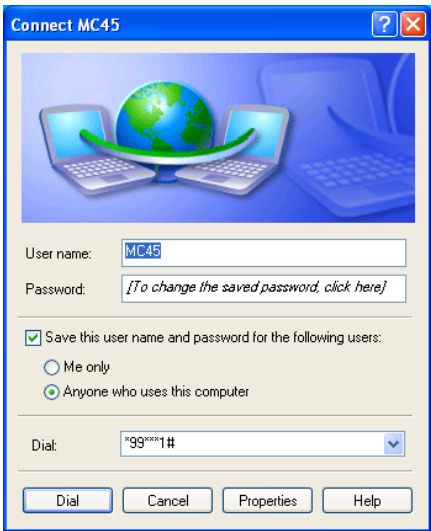 Connect MC45
User name: MC45
Password: [To change the saved password, click here]
Save this user name and password for the following users:
Me only
Anyone who uses this computer
Dial: *99***1#
Dial Cancel Properties Help